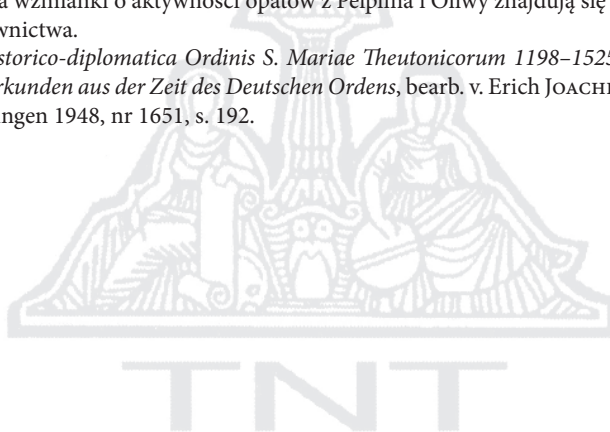 a wzmianki o aktywności opatów z Pelplina i Oliwy znajdują się
wnictwa.
storico-diplomatica Ordinis S. Mariae Theutonicorum 1198–1525
rkunden aus der Zeit des Deutschen Ordens, bearb. v. Erich JOACHI
ngen 1948, nr 1651, s. 192.
TNT